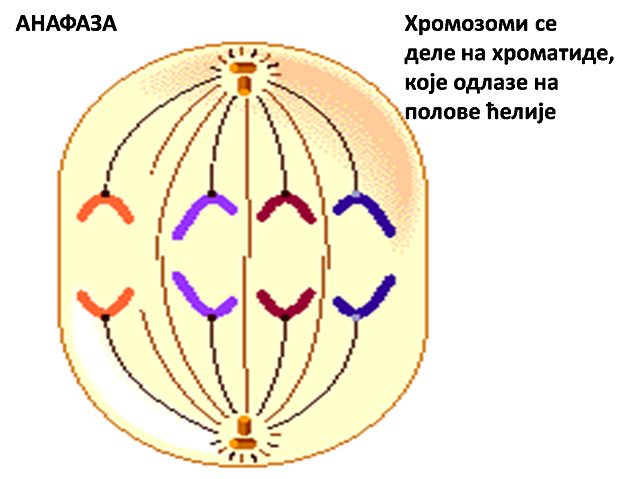 АНАФАЗА
Хромозоми се
деле на хроматиде,
које одлазе на
полове ћелије